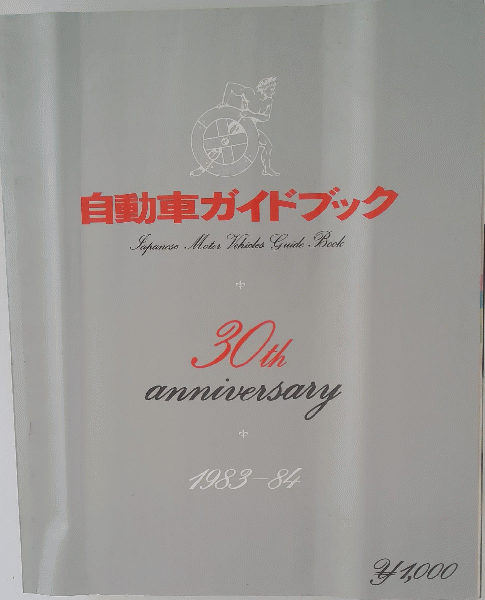 自動車ガイドブック
Japanese Motor Vehicles Guide Book
30th
anniversary
1983-84
¥1,000